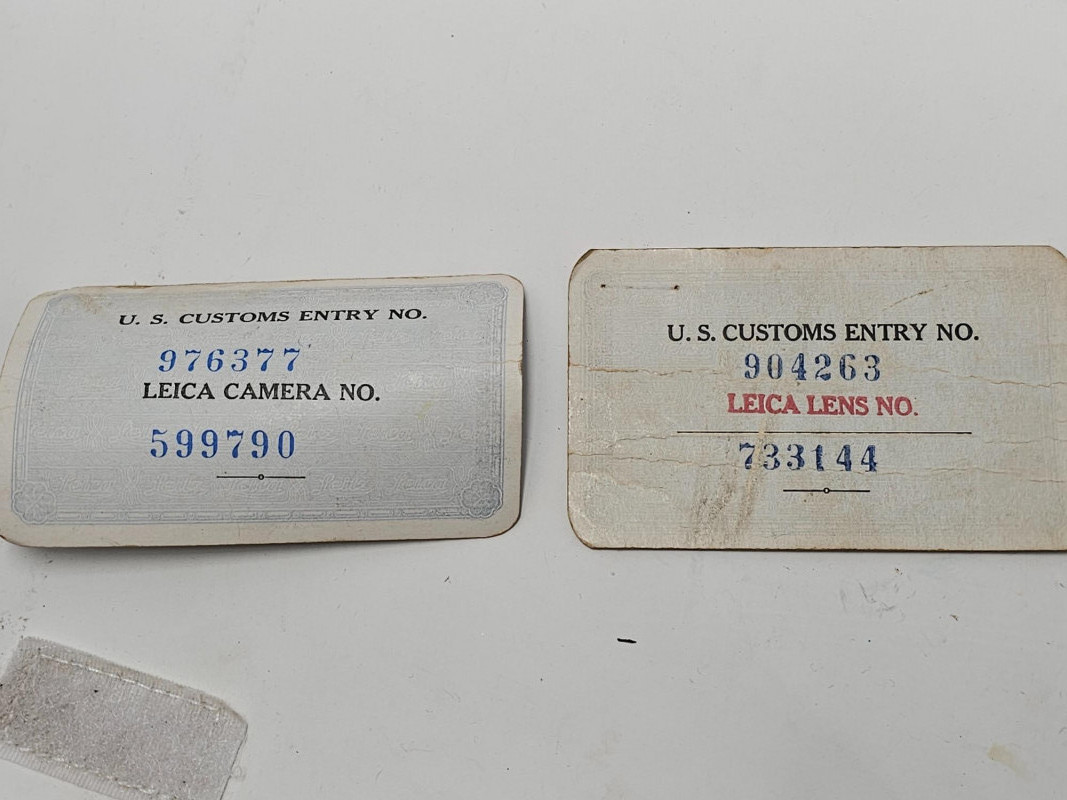 U. S. CUSTOMS ENTRY NO.
976377
LEICA CAMERA NO.
599790
U. S. CUSTOMS ENTRY NO.
904263
LEICA LENS NO.
733144